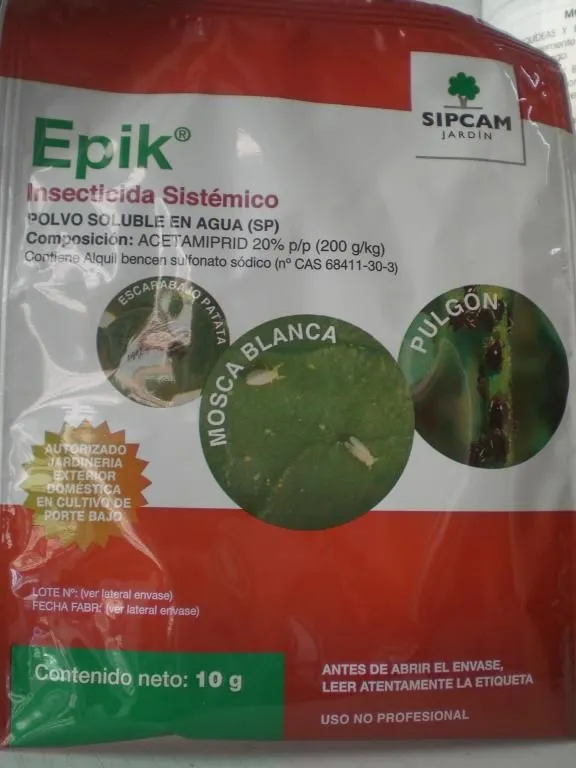 SIPCAM
JARDÍN
Epik®
Insecticida Sistémico
POLVO SOLUBLE EN AGUA (SP)
Composición: ACETAMIPRID 20% p/p (200 g/kg)
Contiene Alquil bencen sulfonato sódico (nº CAS 68411-30-3)
ESCARABAJO PATATA
MOSCA BLANCA
PULGÓN
AUTORIZADO
JARDINERIA
EXTERIOR
DOMÉSTICA
EN CULTIVO DE
PORTE BAJO
LOTE Nº: (ver lateral envase)
FECHA FABR: (ver lateral envase)
Contenido neto: 10 g
ANTES DE ABRIR EL ENVASE,
LEER ATENTAMENTE LA ETIQUETA
USO NO PROFESIONAL